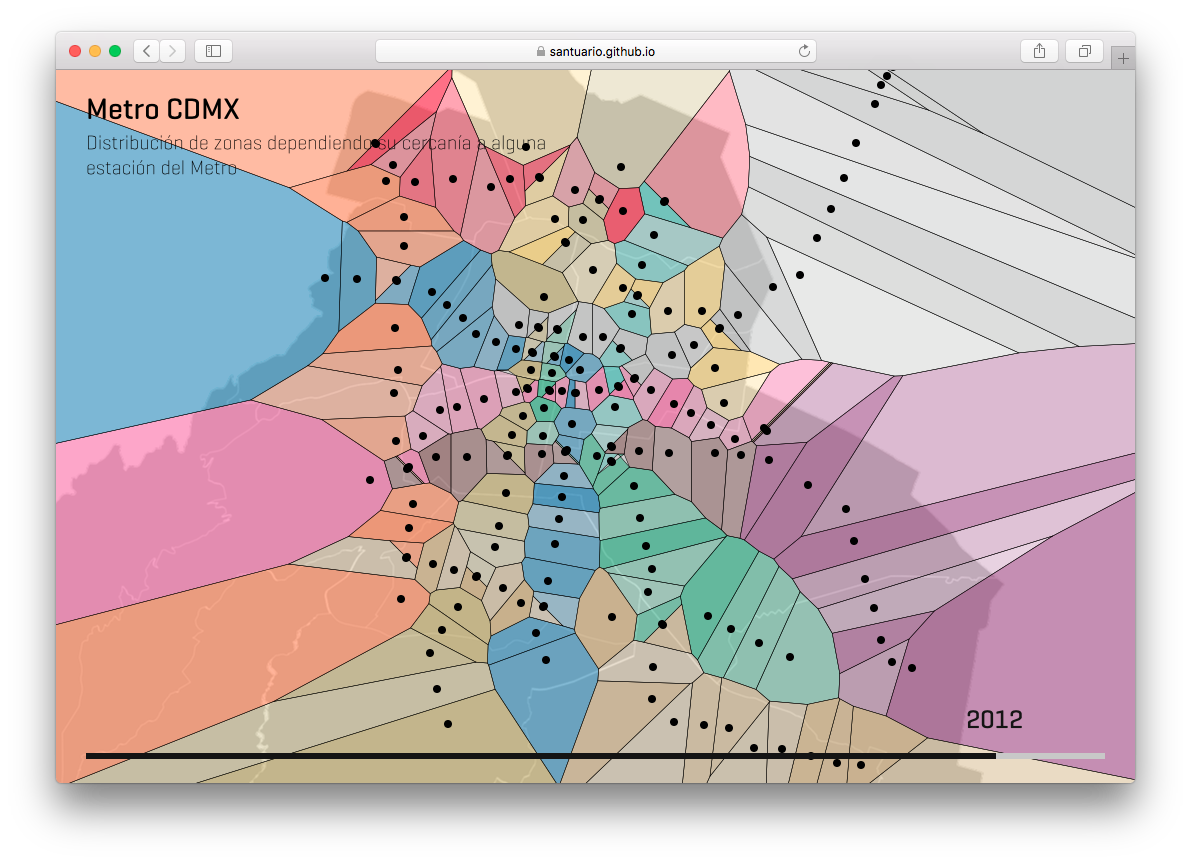 santuario.github.io
Metro CDMX
Distribución de zonas dependiendo su cercanía a alguna
estación del Metro
2012